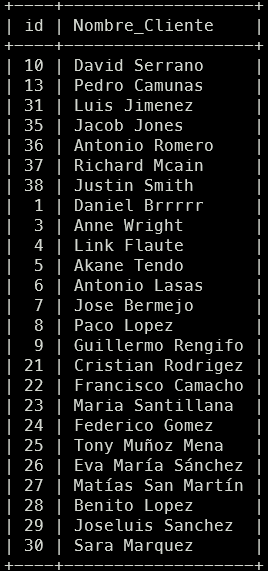 +----+--------------------+
| id | Nombre_Cliente     |
+----+--------------------+
| 10 | David Serrano      |
| 13 | Pedro Camunas      |
| 31 | Luis Jimenez       |
| 35 | Jacob Jones        |
| 36 | Antonio Romero     |
| 37 | Richard Mcain      |
| 38 | Justin Smith       |
|  1 | Daniel Brrrrr      |
|  3 | Anne Wright        |
|  4 | Link Flaute        |
|  5 | Akane Tendo        |
|  6 | Antonio Lasas      |
|  7 | Jose Bermejo       |
|  8 | Paco Lopez         |
|  9 | Guillermo Rengifo  |
| 21 | Cristian Rodrigez  |
| 22 | Francisco Camacho  |
| 23 | Maria Santillana   |
| 24 | Federico Gomez     |
| 25 | Tony Muñoz Mena    |
| 26 | Eva María Sánchez  |
| 27 | Matías San Martín  |
| 28 | Benito Lopez       |
| 29 | Joseluis Sanchez   |
| 30 | Sara Marquez       |
+----+--------------------+